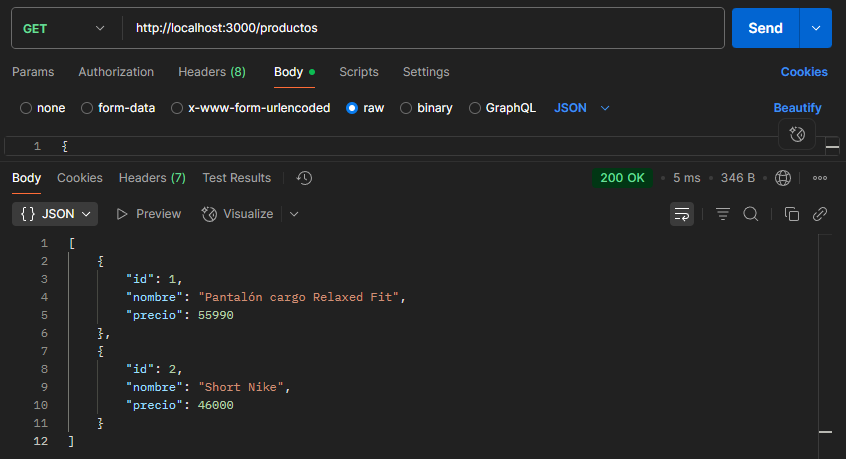 GET http://localhost:3000/productos Send
Params Authorization Headers (8) Body Scripts Settings Cookies
none form-data x-www-form-urlencoded raw binary GraphQL JSON Beautify
1 {
Body Cookies Headers (7) Test Results 200 OK • 5 ms • 346 B •
{} JSON Preview Visualize
1 [
2 {
3 "id": 1,
4 "nombre": "Pantalón cargo Relaxed Fit",
5 "precio": 55990
6 },
7 {
8 "id": 2,
9 "nombre": "Short Nike",
10 "precio": 46000
11 }
12 ]